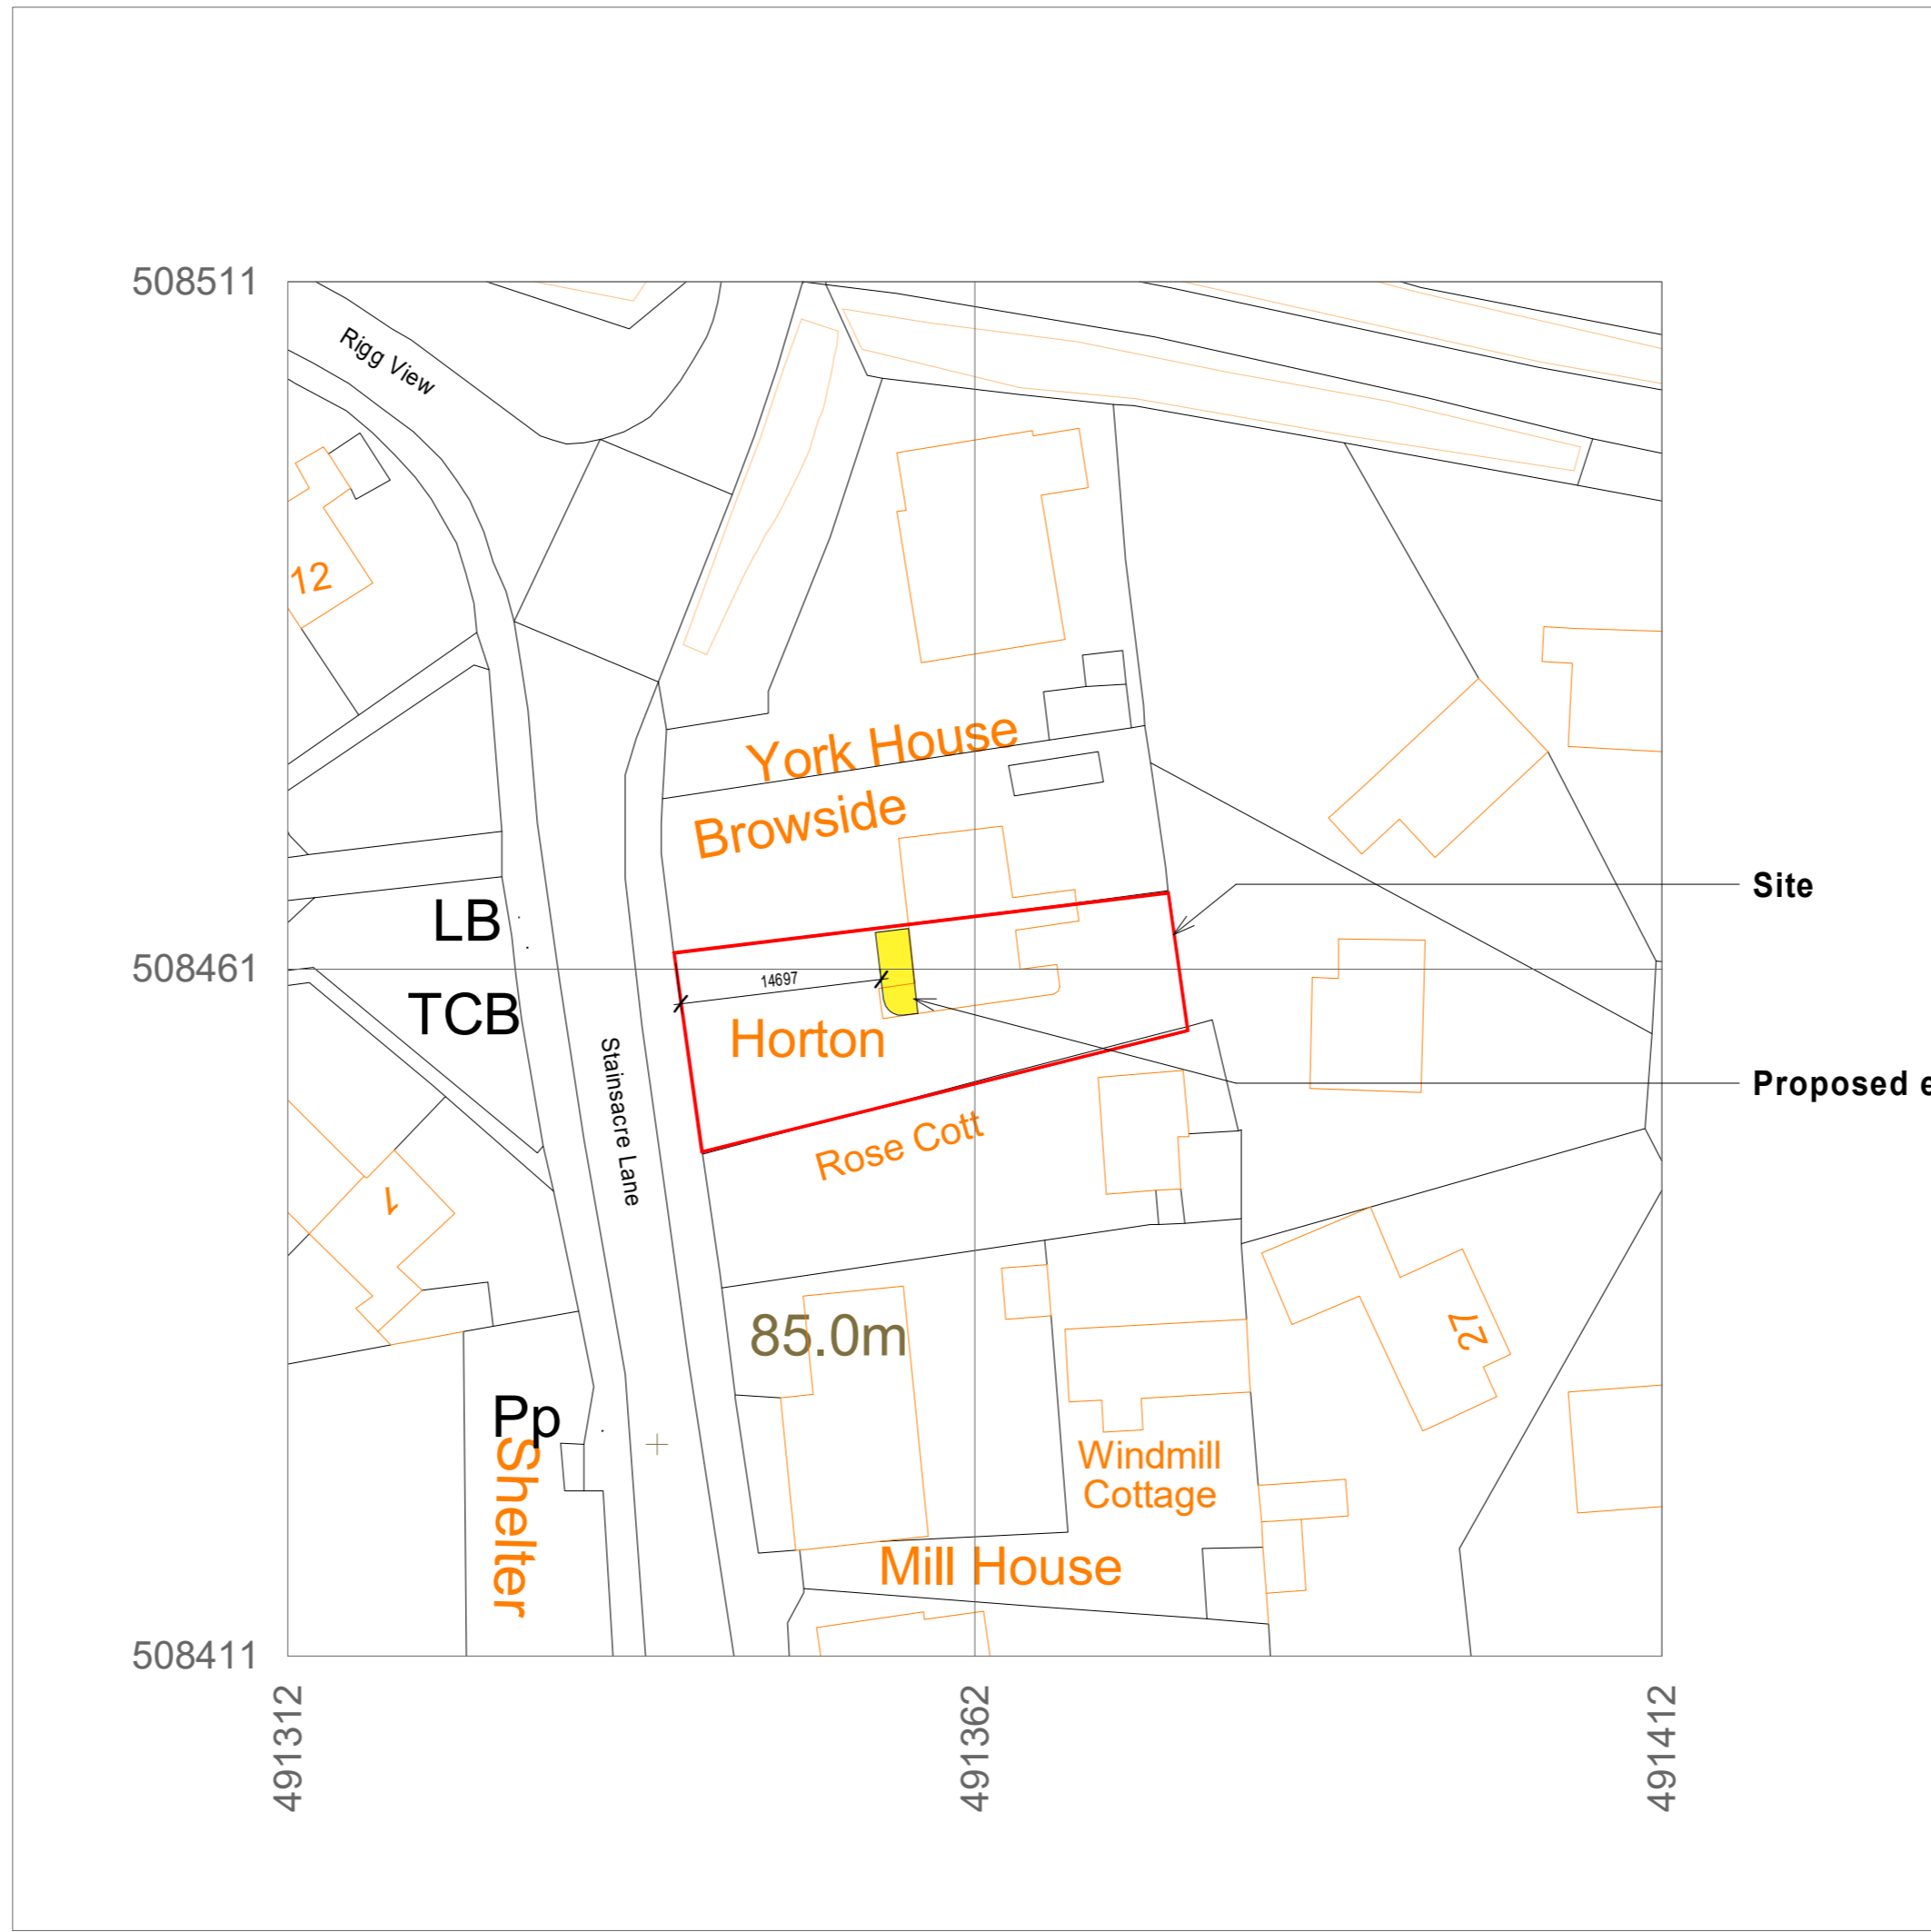 508511
Rigg View
12
York House
Browside
Site
LB
508461
14697
TCB
Horton
Stainsacre Lane
Proposed e
Rose Cott
1
85.0m
27
Pp
Shelter
Windmill
Cottage
Mill House
508411
491312
491362
491412